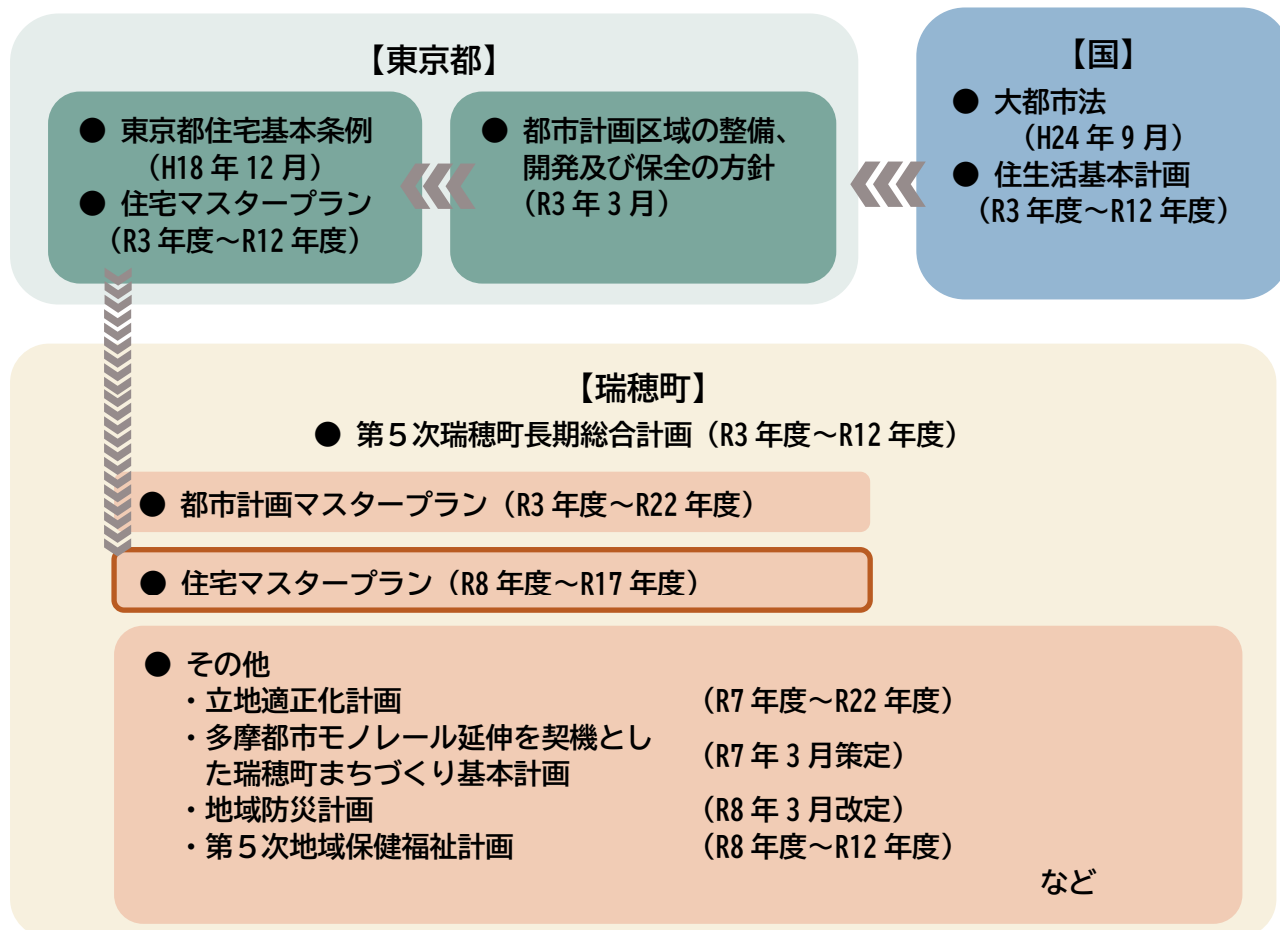 【東京都】
● 東京都住宅基本条例
(H18 年 12 月)
● 住宅マスタープラン
(R3 年度~R12 年度)
● 都市計画区域の整備、
開発及び保全の方針
(R3 年 3 月)
【国】
● 大都市法
(H24 年 9 月)
● 住生活基本計画
(R3 年度~R12 年度)
【瑞穂町】
● 第5次瑞穂町長期総合計画(R3 年度~R12 年度)
● 都市計画マスタープラン(R3 年度~R22 年度)
● 住宅マスタープラン(R8 年度~R17 年度)
● その他
・立地適正化計画 (R7 年度~R22 年度)
・多摩都市モノレール延伸を契機とし
た瑞穂町まちづくり基本計画 (R7 年 3 月策定)
・地域防災計画 (R8 年 3 月改定)
・第5次地域保健福祉計画 (R8 年度~R12 年度)
など